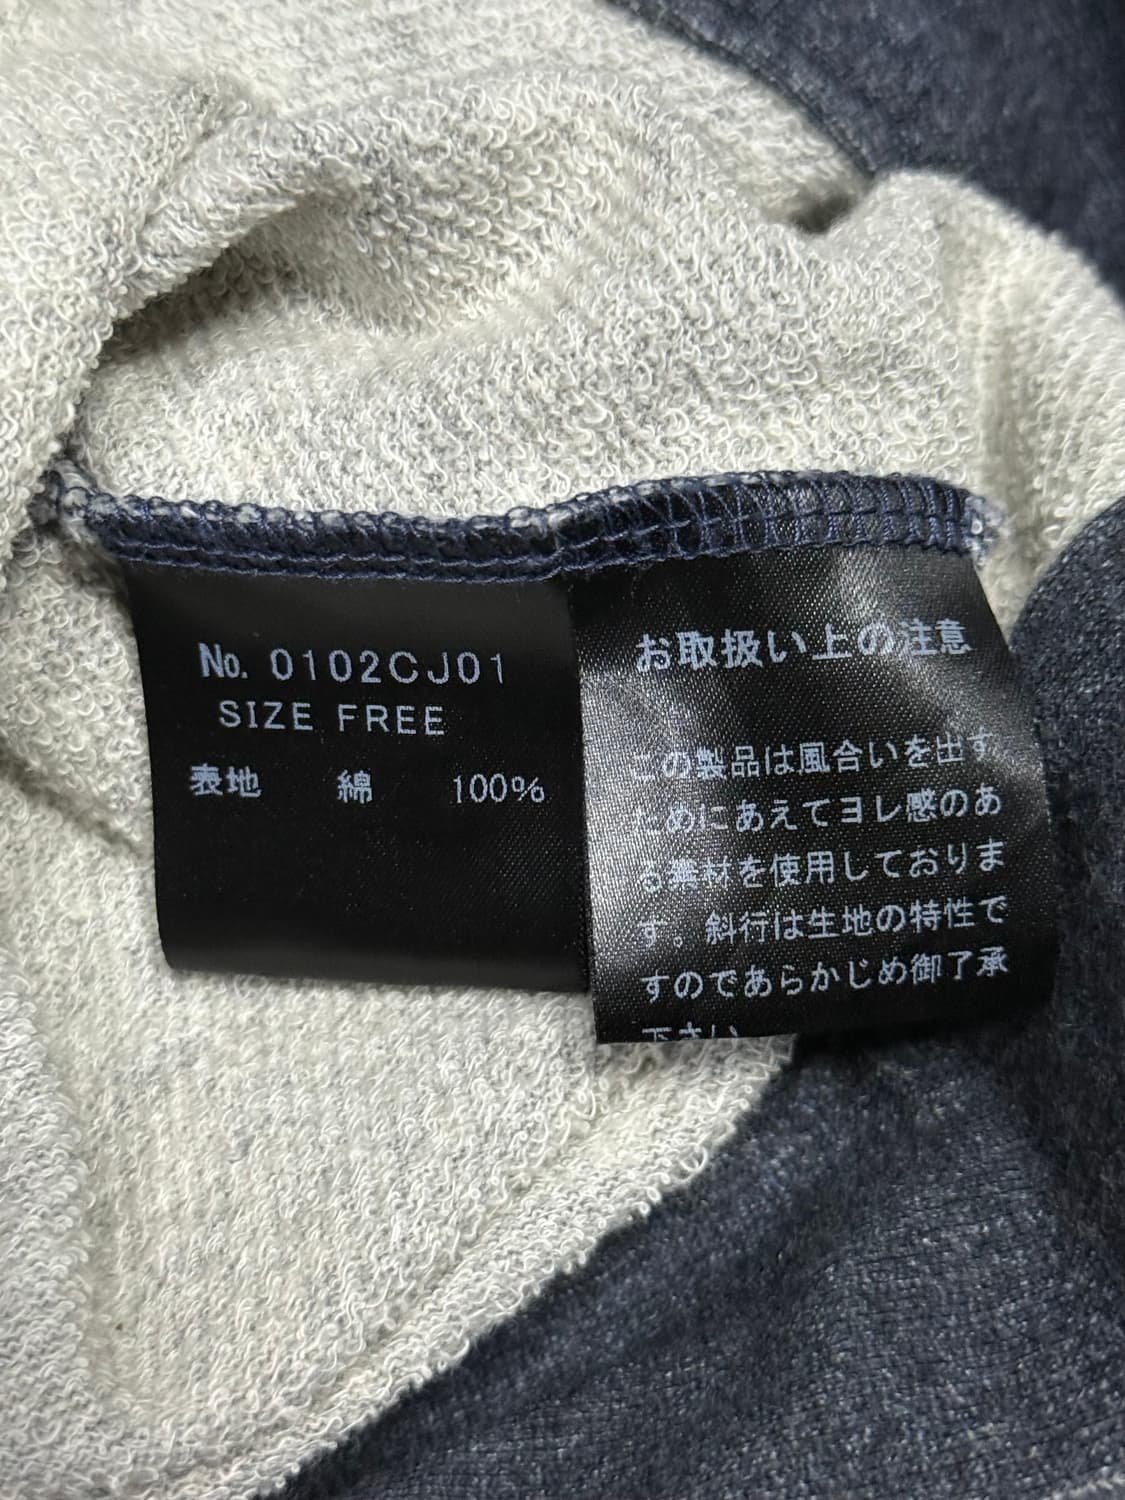 No. 0102CJ01
SIZE FREE
表地 綿 100%
お取扱い上の注意
この製品は風合いを出す
ためにあえてヨレ感のあ
る素材を使用しておりま
す。斜行は生地の特性で
すのであらかじめ御了承
下さい